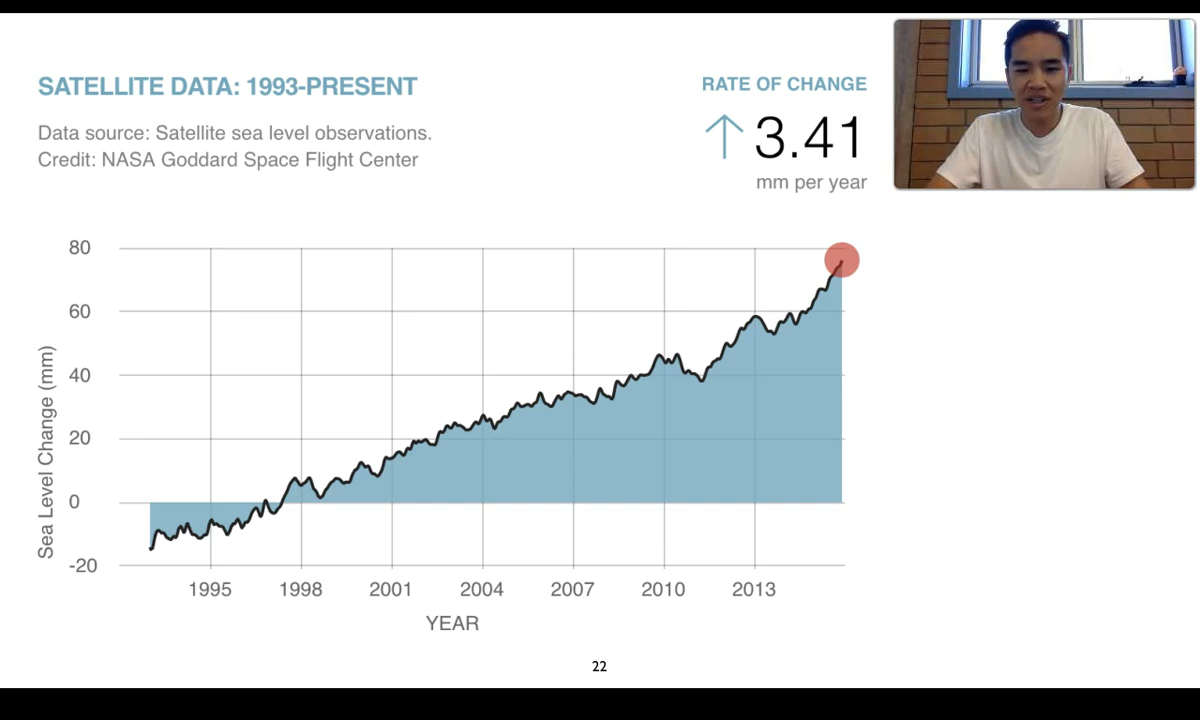 SATELLITE DATA: 1993-PRESENT
Data source: Satellite sea level observations.
Credit: NASA Goddard Space Flight Center
RATE OF CHANGE
↑ 3.41
mm per year
Sea Level Change (mm)
80
60
40
20
0
-20
1995 1998 2001 2004 2007 2010 2013
YEAR
22